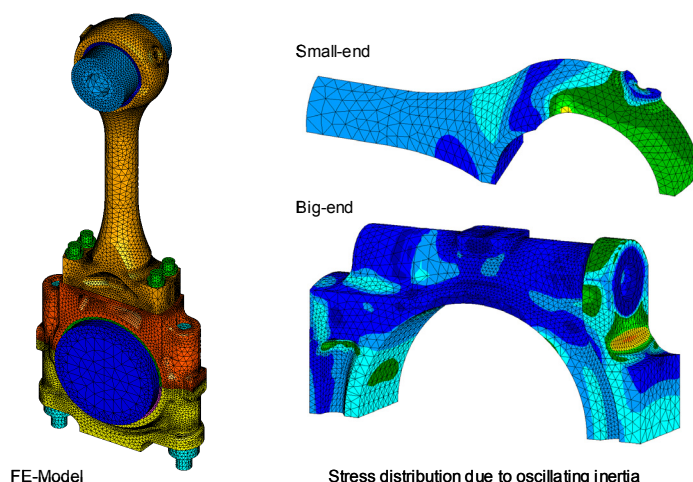 Small-end
Big-end
FE-Model
Stress distribution due to oscillating inertia